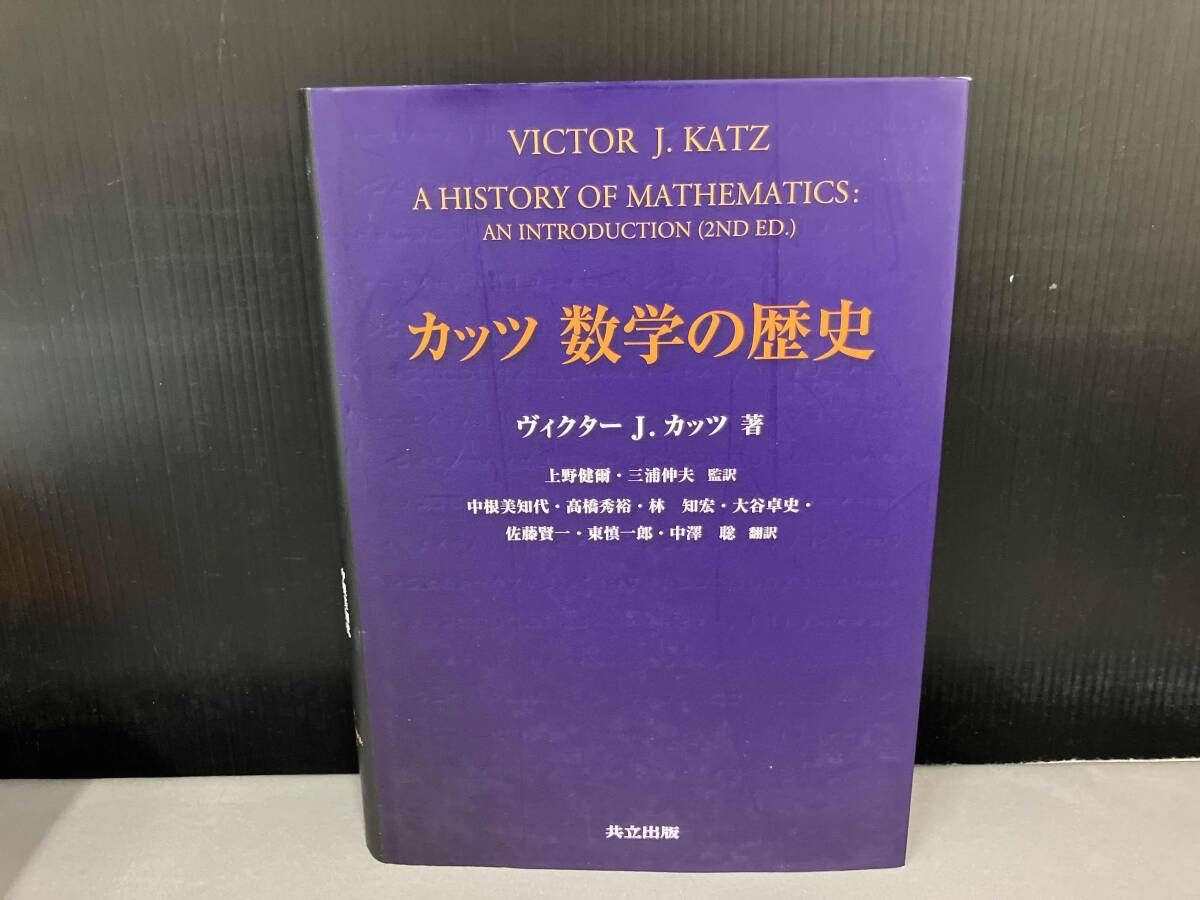 VICTOR J. KATZ
A HISTORY OF MATHEMATICS:
AN INTRODUCTION (2ND ED.)
カッツ 数学の歴史
ヴィクター J. カッツ 著
上野健爾・三浦伸夫 監訳
中根美知代・高橋秀裕・林 知宏・大谷卓史・
佐藤賢一・東慎一郎・中澤 聡 翻訳
共立出版